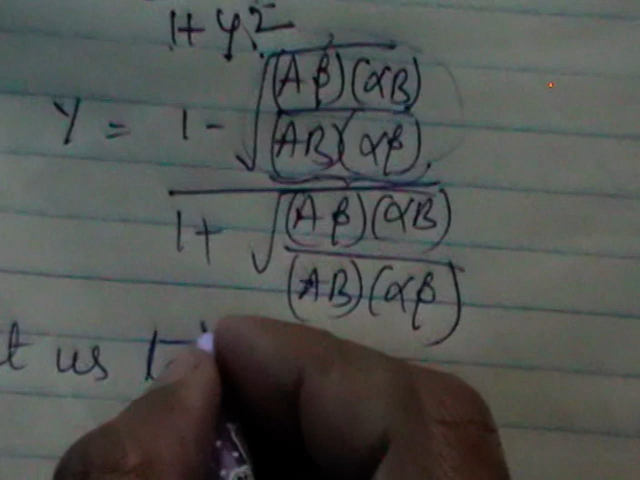 1+Y²
Y = 1 - √(Aβ)(αB)
(AB)(αβ)
1+ √(Aβ)(αB)
(AB)(αβ)
t us